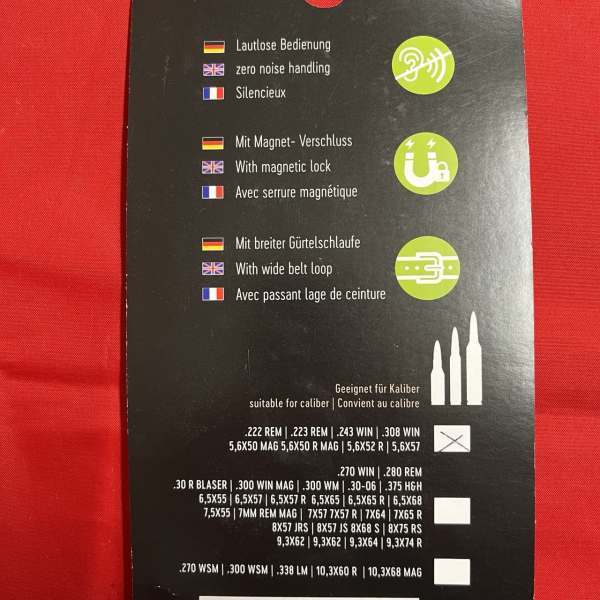 Lautlose Bedienung
zero noise handling
Silencieux
Mit Magnet- Verschluss
With magnetic lock
Avec serrure magnétique
Mit breiter Gürtelschlaufe
With wide belt loop
Avec passant lage de ceinture
Geeignet für Kaliber
suitable for caliber | Convient au calibre
.222 REM | .223 REM | .243 WIN | .308 WIN
5,6X50 MAG 5,6X50 R MAG | 5,6X52 R | 5,6X57
.270 WIN | .280 REM
.30 R BLASER | .300 WIN MAG | .300 WM | .30-06 | .375 H&H
6,5X55 | 6,5X57 | 6,5X57 R 6,5X65 | 6,5X65 R | 6,5X68
7,5X55 | 7MM REM MAG | 7X57 7X57 R | 7X64 | 7X65 R
8X57 JRS | 8X57 JS 8X68 S | 8X75 RS
9,3X62 | 9,3X62 | 9,3X64 | 9,3X74 R
.270 WSM | .300 WSM | .338 LM | 10,3X60 R | 10,3X68 MAG